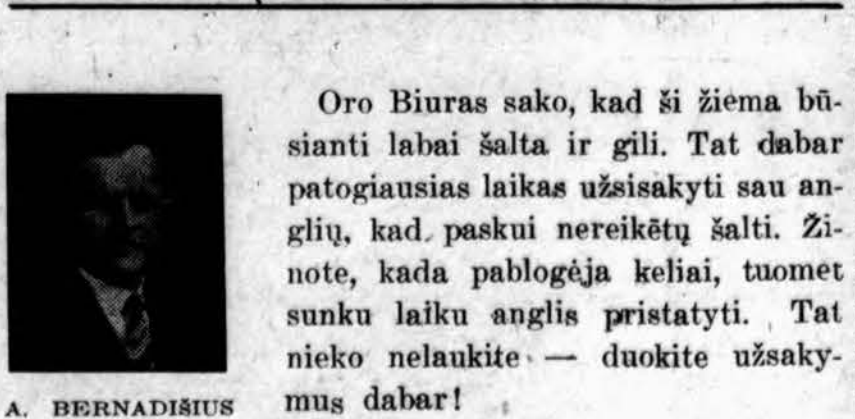 Oro Biuras sako, kad ši žiema bū-
sianti labai šalta ir gili. Tat dabar
patogiausias laikas užsisakyti sau an-
glių, kad paskui nereikėtų šalti. Ži-
note, kada pablogėja keliai, tuomet
sunku laiku anglis pristatyti. Tat
nieko nelaukite — duokite užsaky-
mus dabar!
A. BERNADIŠIUS